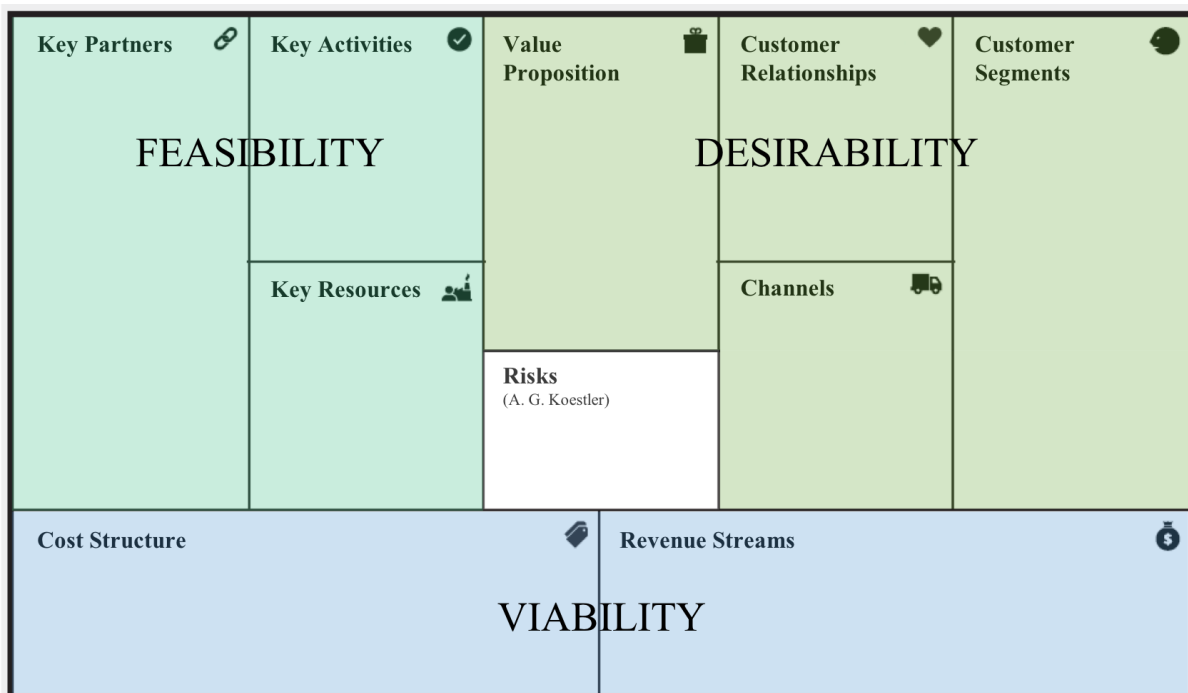 Key Partners
Key Activities
Value
Proposition
Customer
Relationships
Customer
Segments
FEASIBILITY
DESIRABILITY
Key Resources
Channels
Risks
(A. G. Koestler)
Cost Structure
Revenue Streams
$
VIABILITY